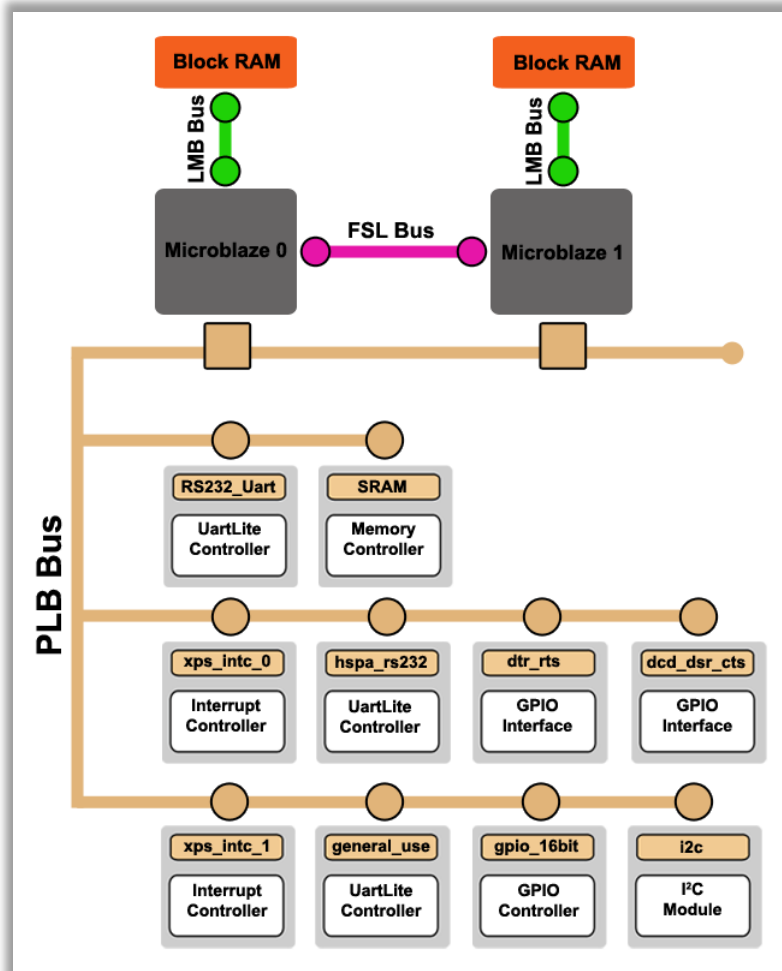 Block RAM
Block RAM
LMB Bus
LMB Bus
Microblaze 0
FSL Bus
Microblaze 1
PLB Bus
RS232_Uart
SRAM
UartLite
Controller
Memory
Controller
xps_intc_0
hspa_rs232
dtr_rts
dcd_dsr_cts
Interrupt
Controller
UartLite
Controller
GPIO
Interface
GPIO
Interface
xps_intc_1
general_use
gpio_16bit
i2c
Interrupt
Controller
UartLite
Controller
GPIO
Controller
I²C
Module